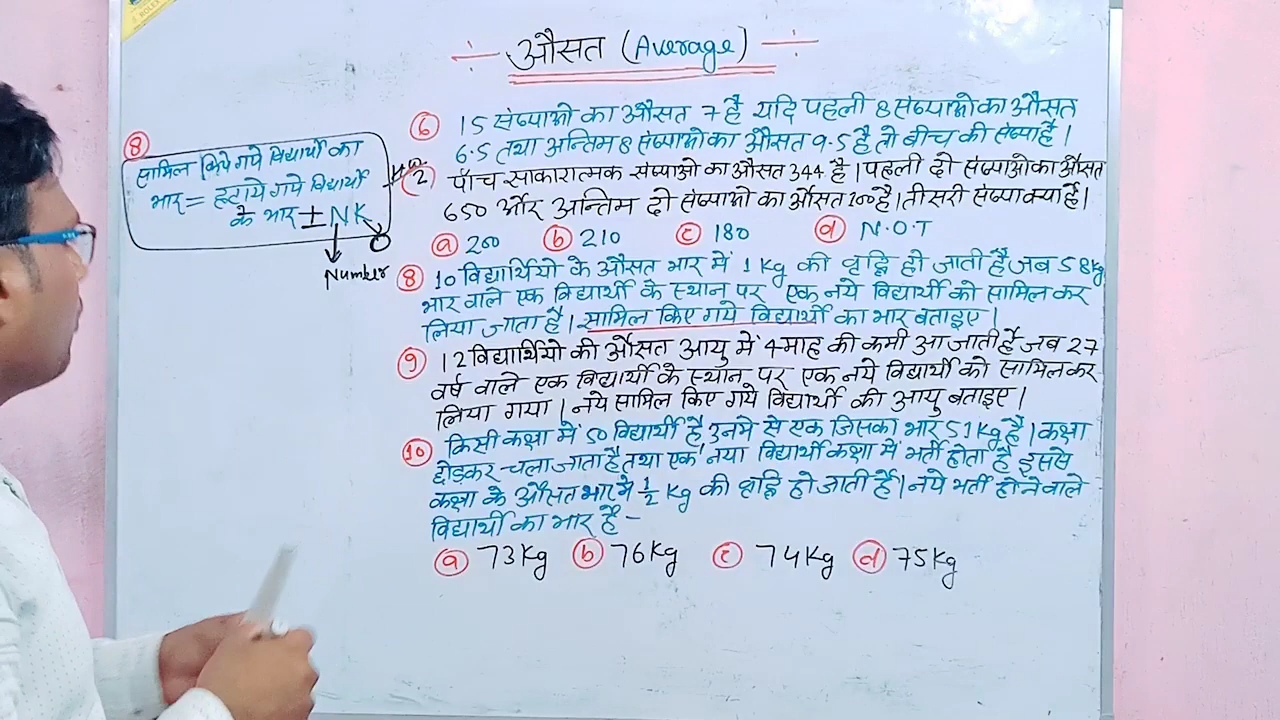 औसत (Average)
⑥ 15 संख्याओ का औसत 7 है यदि पहली 8 संख्याओ का औसत
6.5 तथा अन्तिम 8 संख्याओ का औसत 9.5 है तो बीच की संख्या है।
पाँच साकारात्मक संख्याओ का औसत 344 है। पहली दो संख्याओ का औसत
650 और अन्तिम दो संख्याओ का औसत 100 है। तीसरी संख्या क्या है।
ⓐ 200 ⓑ 210 ⓒ 180 ⓓ N.O.T
⑧ 10 विद्यार्थियो के औसत भार में 1 Kg की वृद्धि हो जाती है जब 58 Kg
भार वाले एक विद्यार्थी के स्थान पर एक नये विद्यार्थी को सामिल कर
लिया जाता है। सामिल किए गये विद्यार्थी का भार बताइए।
⑨ 12 विद्यार्थियो की औसत आयु में 4 माह की कमी आ जाती है जब 27
वर्ष वाले एक विद्यार्थी के स्थान पर एक नये विद्यार्थी को सामिल कर
लिया गया। नये सामिल किए गये विद्यार्थी की आयु बताइए।
⑩ किसी कक्षा में 50 विद्यार्थी है, उनमे से एक जिसका भार 51 Kg है। कक्षा
छोड़कर चला जाता है तथा एक नया विद्यार्थी कक्षा में भर्ती होता है इससे
कक्षा के औसत भार में 1/2 Kg की वृद्धि हो जाती है। नये भर्ती होने वाले
विद्यार्थी का भार है -
ⓐ 73 Kg ⓑ 76 Kg ⓒ 74 Kg ⓓ 75 Kg
⑧
सामिल किये गये विद्यार्थी का
भार = हटाये गये विद्यार्थी
के भार ± NK
Number